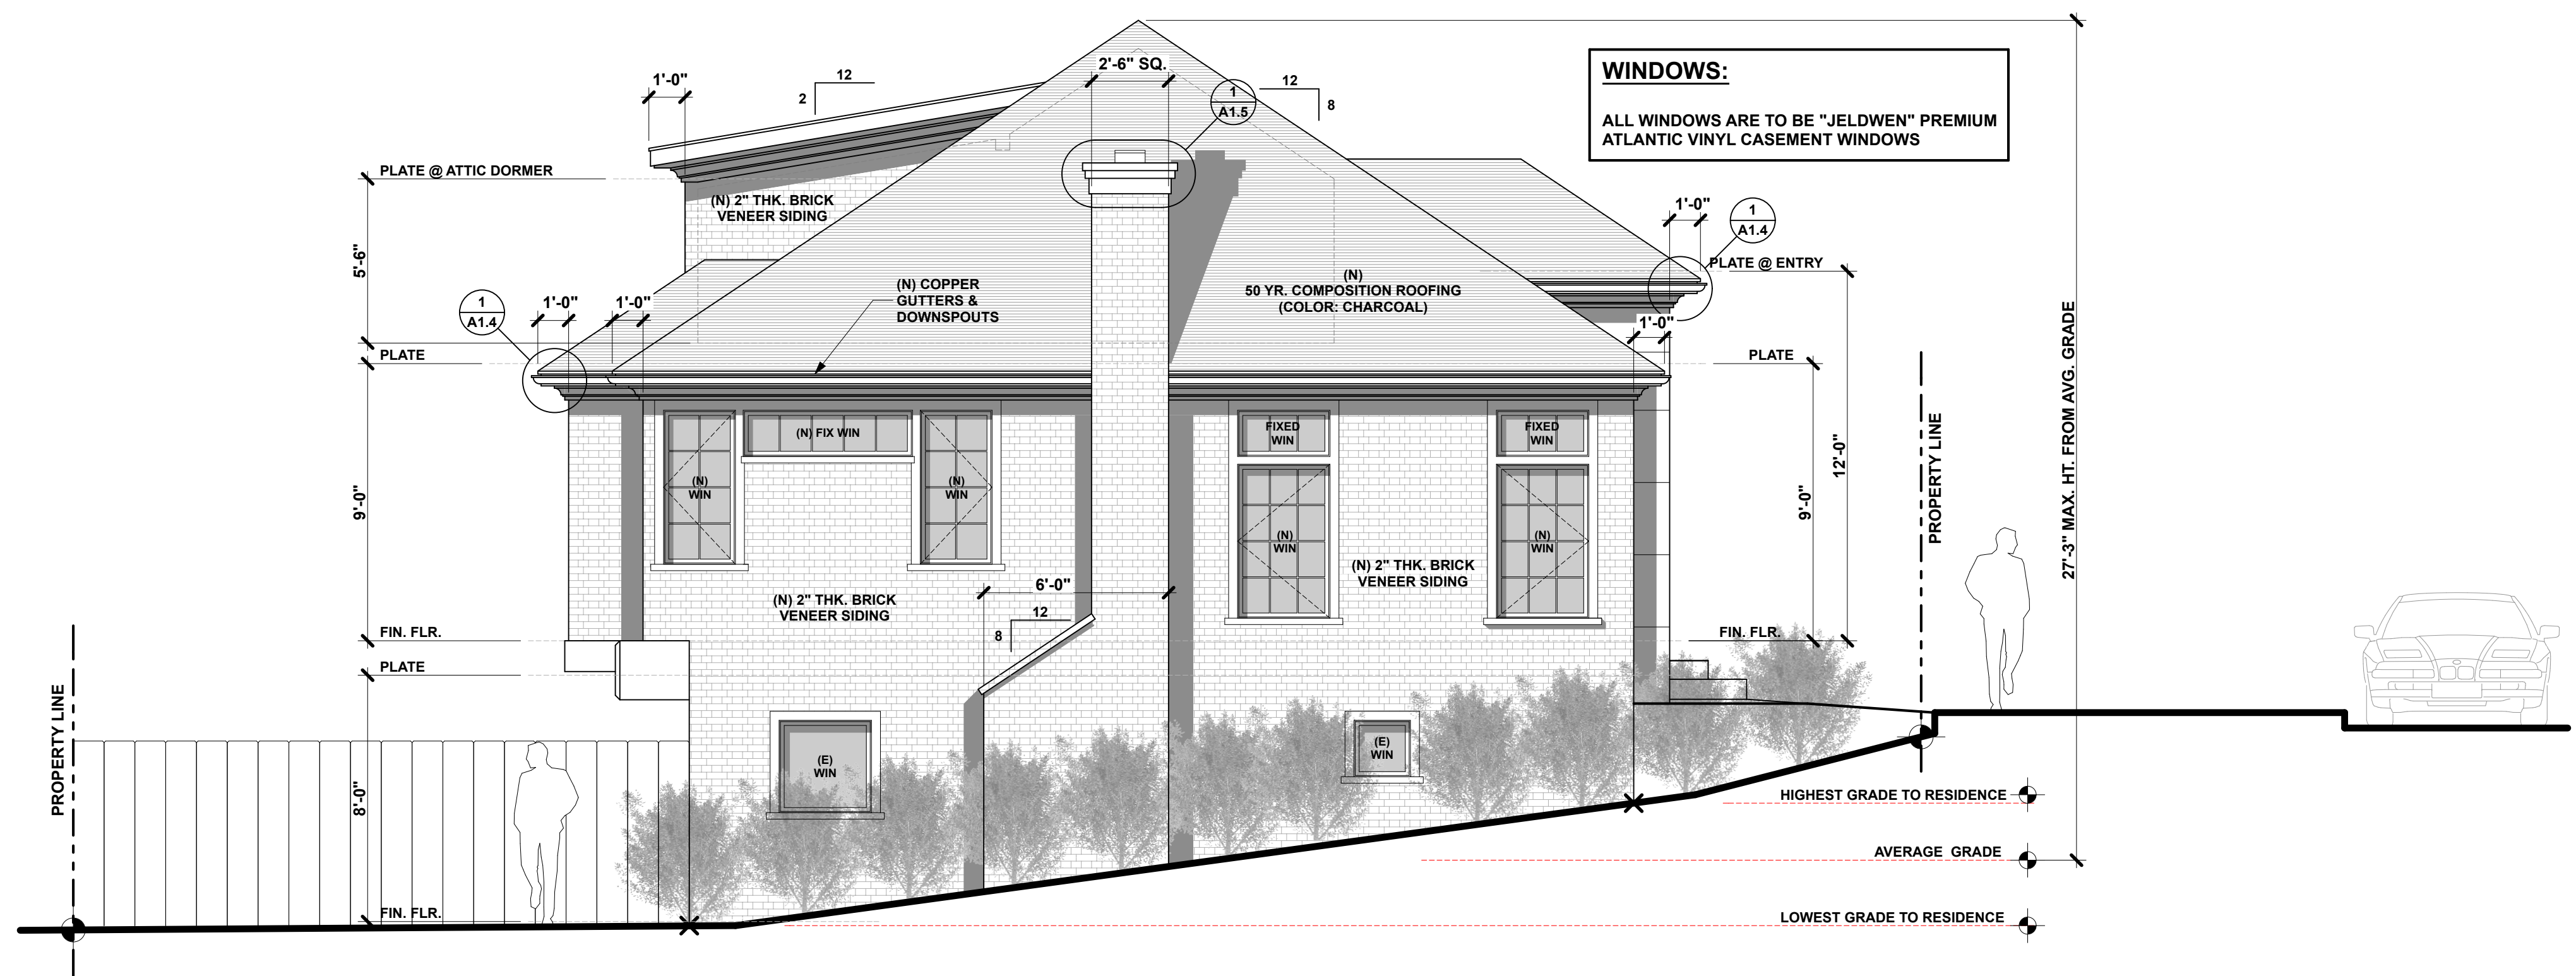 WINDOWS:
ALL WINDOWS ARE TO BE "JELDWEN" PREMIUM
ATLANTIC VINYL CASEMENT WINDOWS
1'-0"
12
2
2'-6" SQ.
1
A1.5
12
8
PLATE @ ATTIC DORMER
(N) 2" THK. BRICK
VENEER SIDING
1'-0"
1
A1.4
PLATE @ ENTRY
5'-6"
(N) COPPER
GUTTERS &
DOWNSPOUTS
(N)
50 YR. COMPOSITION ROOFING
(COLOR: CHARCOAL)
1
A1.4
1'-0"
1'-0"
1'-0"
PLATE
PLATE
27'-3" MAX. HT. FROM AVG. GRADE
(N) FIX WIN
FIXED
WIN
FIXED
WIN
(N)
WIN
(N)
WIN
9'-0"
12'-0"
9'-0"
PROPERTY LINE
(N)
WIN
(N)
WIN
(N) 2" THK. BRICK
VENEER SIDING
6'-0"
(N) 2" THK. BRICK
VENEER SIDING
12
8
FIN. FLR.
FIN. FLR.
PLATE
PROPERTY LINE
8'-0"
(E)
WIN
(E)
WIN
HIGHEST GRADE TO RESIDENCE
AVERAGE GRADE
FIN. FLR.
LOWEST GRADE TO RESIDENCE